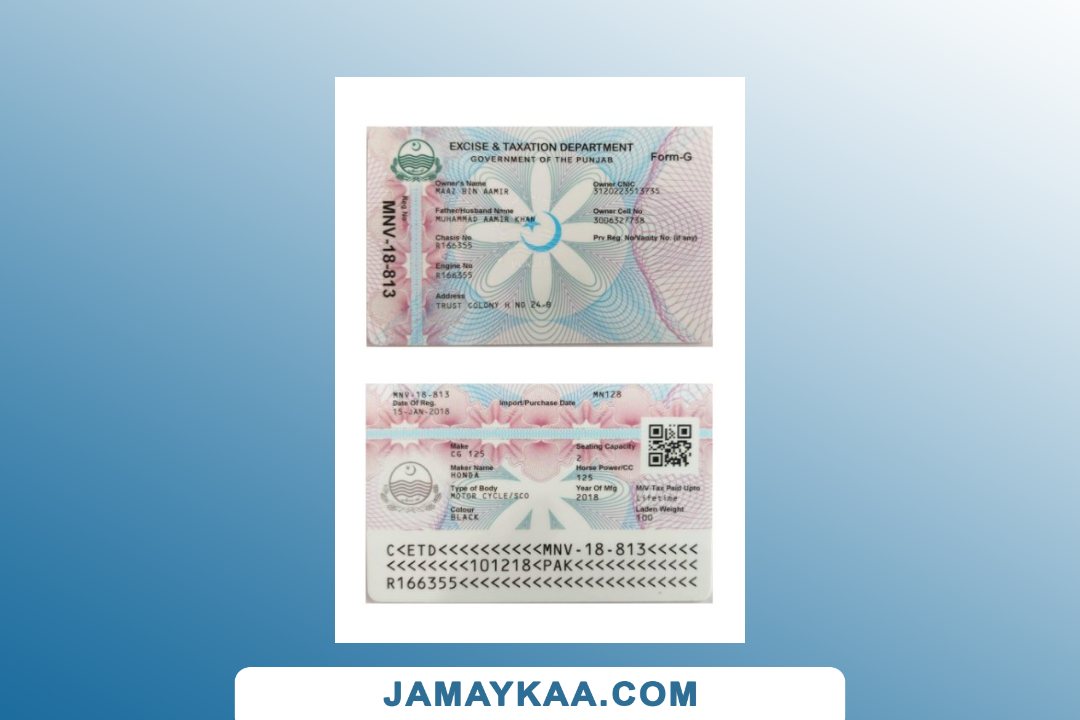 EXCISE & TAXATION DEPARTMENT
GOVERNMENT OF THE PUNJAB
Form-G
Reg. No
MNV-18-813
Owner's Name
MAAZ BIN AAMIR
Owner CNIC
3120223513735
Father/Husband Name
MUHAMMAD AAMIR KHAN
Owner Cell No
3006327738
Chasis No.
R166355
Prv Reg. No/Vanity No. (if any)
Engine No
R166355
Address
TRUST COLONY H NO 24-B
MNV-18-813
Date Of Reg.
15-JAN-2018
Import/Purchase Date
MN128
Make
CG 125
Seating Capacity
2
Maker Name
HONDA
Horse Power/CC
125
Type of Body
MOTOR CYCLE/SCO
Year Of Mfg
2018
M/V Tax Paid Upto
Lifetime
Colour
BLACK
Laden Weight
100
C<ETD<<<<<<<<<<MNV-18-813<<<<<
<<<<<<<<101218<PAK<<<<<<<<<<<<
R166355<<<<<<<<<<<<<<<<<<<<<<<
JAMAYKAA.COM